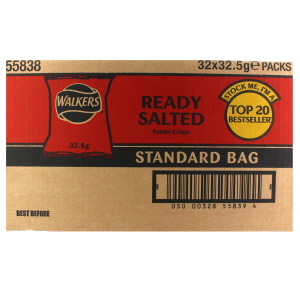 55838
32x32.5g℮ PACKS
WALKERS
32.5g
READY
SALTED
Potato Crisps
STOCK ME. I'M A
TOP 20
BESTSELLER
STANDARD BAG
050 00328 55839 4
BEST BEFORE